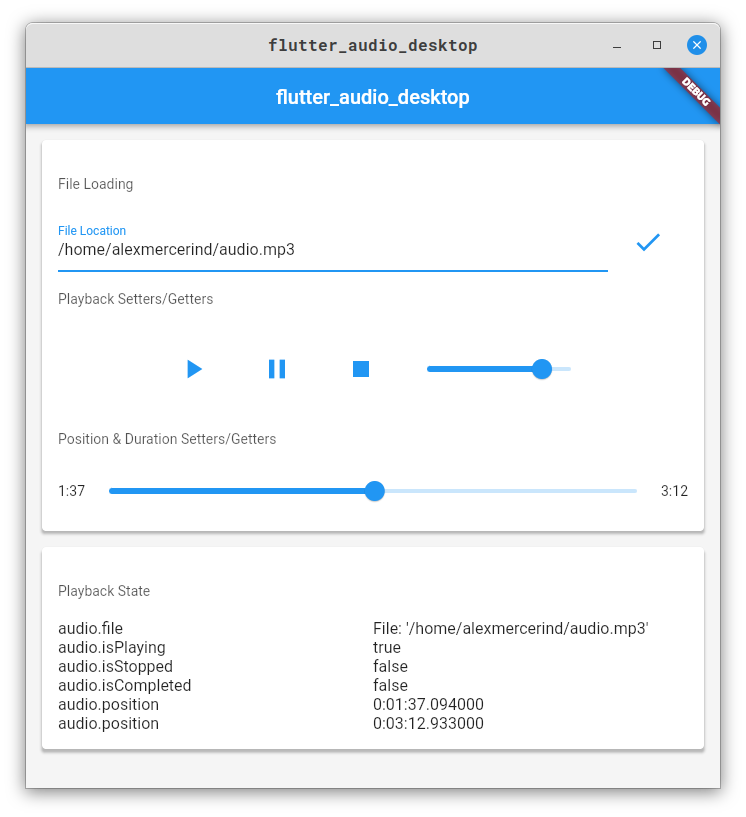 flutter_audio_desktop
flutter_audio_desktop
DEBUG
File Loading
File Location
/home/alexmercerind/audio.mp3
Playback Setters/Getters
Position & Duration Setters/Getters
1:37 3:12
Playback State
audio.file File: '/home/alexmercerind/audio.mp3'
audio.isPlaying true
audio.isStopped false
audio.isCompleted false
audio.position 0:01:37.094000
audio.position 0:03:12.933000